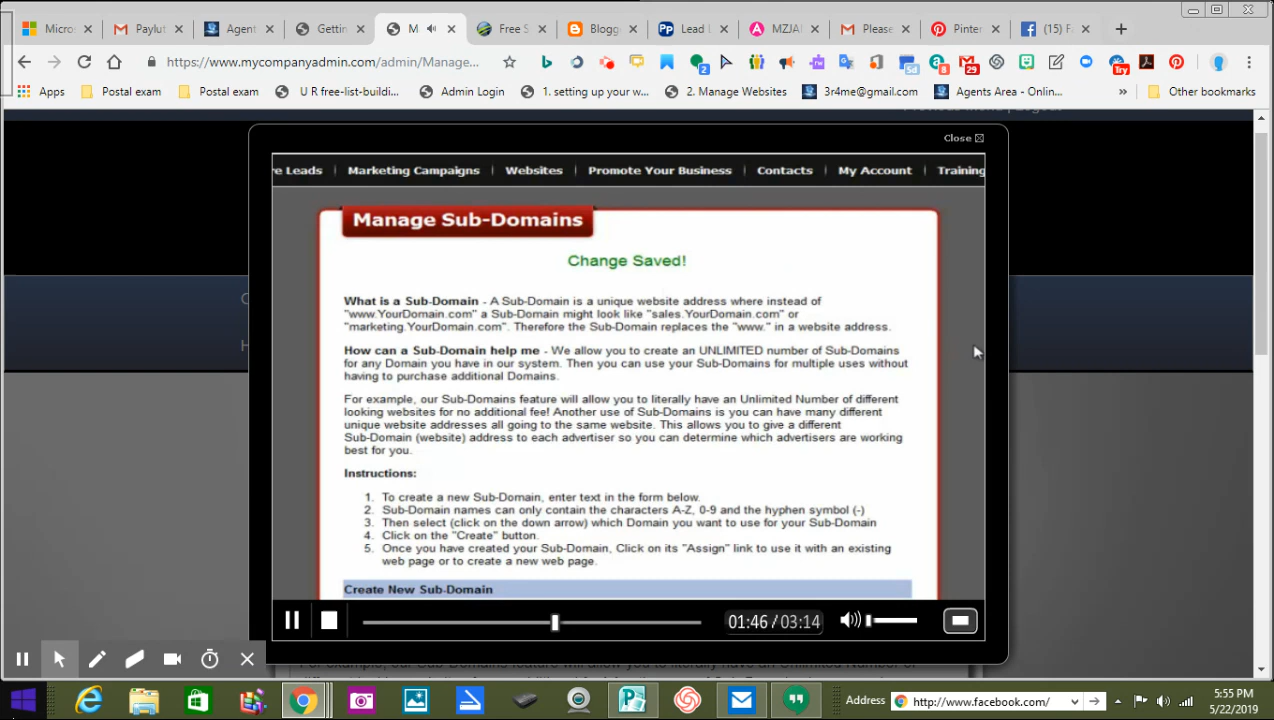 Micros
Paylut
Agent
Gettin
M
Free S
Blogg
Lead L
MZJAI
Please
Pinter
(15) F
https://www.mycompanyadmin.com/admin/Manage...
2
5d
8
29
Try
Apps
Postal exam
Postal exam
U R free-list-buildi...
Admin Login
1. setting up your w...
2. Manage Websites
3r4me@gmail.com
Agents Area - Onlin...
»
Other bookmarks
Close
e Leads | Marketing Campaigns | Websites | Promote Your Business | Contacts | My Account | Training
Manage Sub-Domains
Change Saved!
What is a Sub-Domain - A Sub-Domain is a unique website address where instead of
"www.YourDomain.com" a Sub-Domain might look like "sales.YourDomain.com" or
"marketing.YourDomain.com". Therefore the Sub-Domain replaces the "www." in a website address.
How can a Sub-Domain help me - We allow you to create an UNLIMITED number of Sub-Domains
for any Domain you have in our system. Then you can use your Sub-Domains for multiple uses without
having to purchase additional Domains.
For example, our Sub-Domains feature will allow you to literally have an Unlimited Number of different
looking websites for no additional fee! Another use of Sub-Domains is you can have many different
unique website addresses all going to the same website. This allows you to give a different
Sub-Domain (website) address to each advertiser so you can determine which advertisers are working
best for you.
Instructions:
1. To create a new Sub-Domain, enter text in the form below.
2. Sub-Domain names can only contain the characters A-Z, 0-9 and the hyphen symbol (-)
3. Then select (click on the down arrow) which Domain you want to use for your Sub-Domain
4. Click on the "Create" button.
5. Once you have created your Sub-Domain, Click on its "Assign" link to use it with an existing
web page or to create a new web page.
Create New Sub-Domain
01:46 / 03:14
Address
http://www.facebook.com/
5:55 PM
5/22/2019